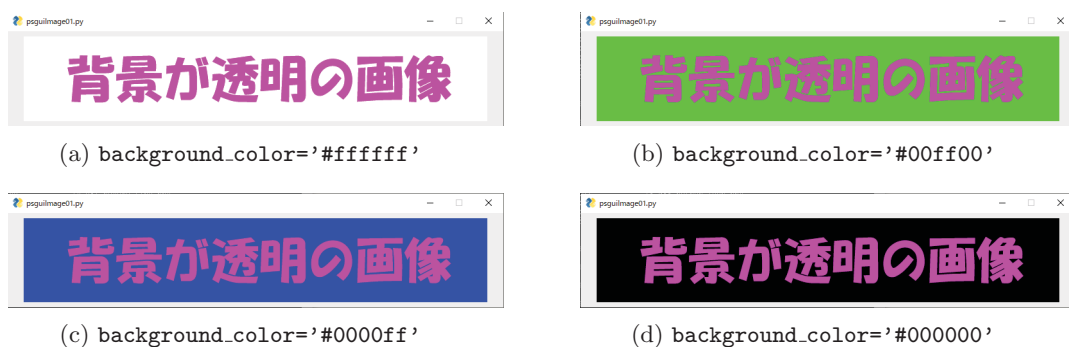 psguiImage01.py
背景が透明の画像
(a) background_color='#ffffff'
psguiImage01.py
背景が透明の画像
(b) background_color='#00ff00'
psguiImage01.py
背景が透明の画像
(c) background_color='#0000ff'
psguiImage01.py
背景が透明の画像
(d) background_color='#000000'